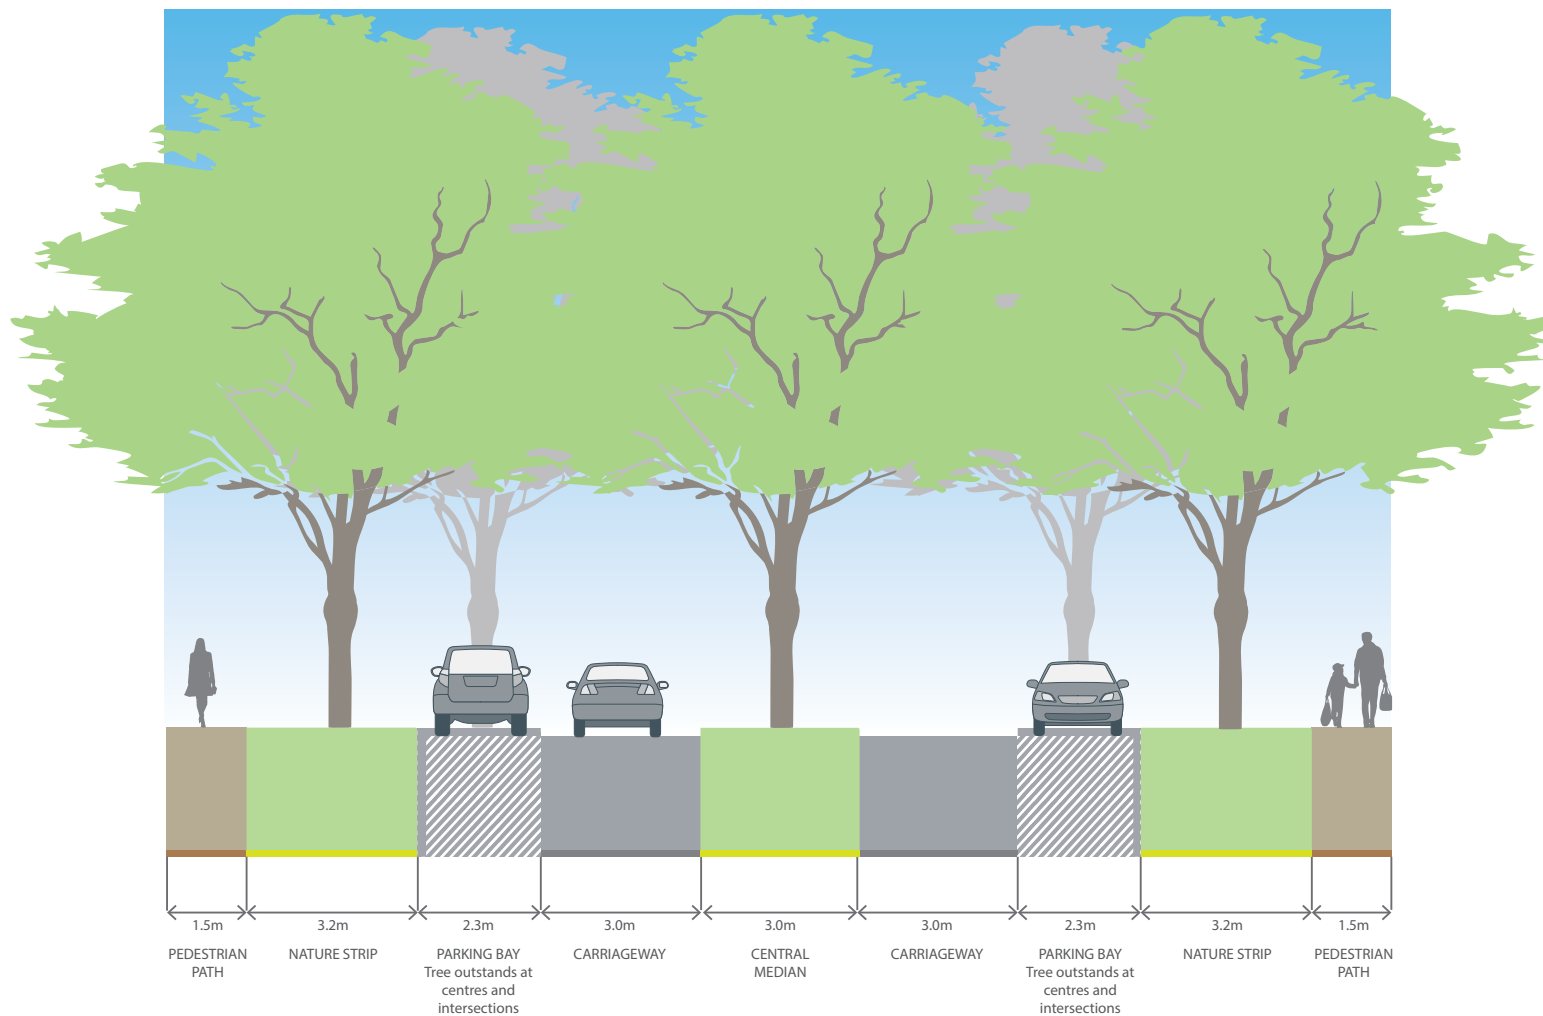 1.5m 3.2m 2.3m 3.0m 3.0m 3.0m 2.3m 3.2m 1.5m
PEDESTRIAN
PATH
NATURE STRIP
PARKING BAY
Tree outstands at
centres and
intersections
CARRIAGEWAY
CENTRAL
MEDIAN
CARRIAGEWAY
PARKING BAY
Tree outstands at
centres and
intersections
NATURE STRIP
PEDESTRIAN
PATH